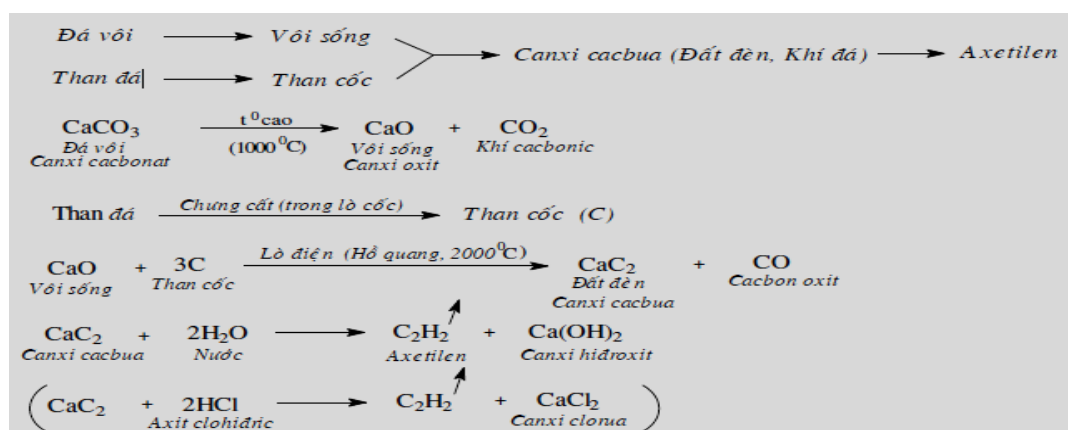 Đá vôi → Vôi sống
Canxi cacbua (Đất đèn, Khí đá) → Axetilen
Than đá → Than cốc
CaCO₃ t⁰cao (1000⁰C) → CaO + CO₂
Đá vôi Vôi sống Khí cacbonic
Canxi cacbonat Canxi oxit
Than đá Chưng cất (trong lò cốc) → Than cốc (C)
CaO + 3C Lò điện (Hồ quang, 2000⁰C) → CaC₂ + CO
Vôi sống Than cốc Đất đèn Cacbon oxit
Canxi cacbua
CaC₂ + 2H₂O → C₂H₂↗ + Ca(OH)₂
Canxi cacbua Nước Axetilen Canxi hiđroxit
(CaC₂ + 2HCl → C₂H₂↗ + CaCl₂)
Axit clohiđric Canxi clorua